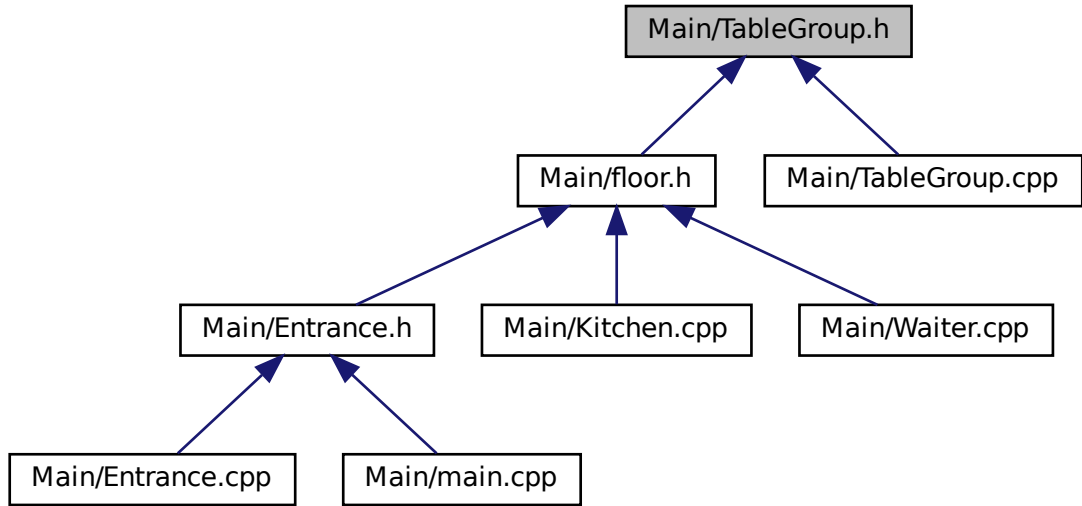 Main/TableGroup.h
Main/floor.h
Main/TableGroup.cpp
Main/Entrance.h
Main/Kitchen.cpp
Main/Waiter.cpp
Main/Entrance.cpp
Main/main.cpp